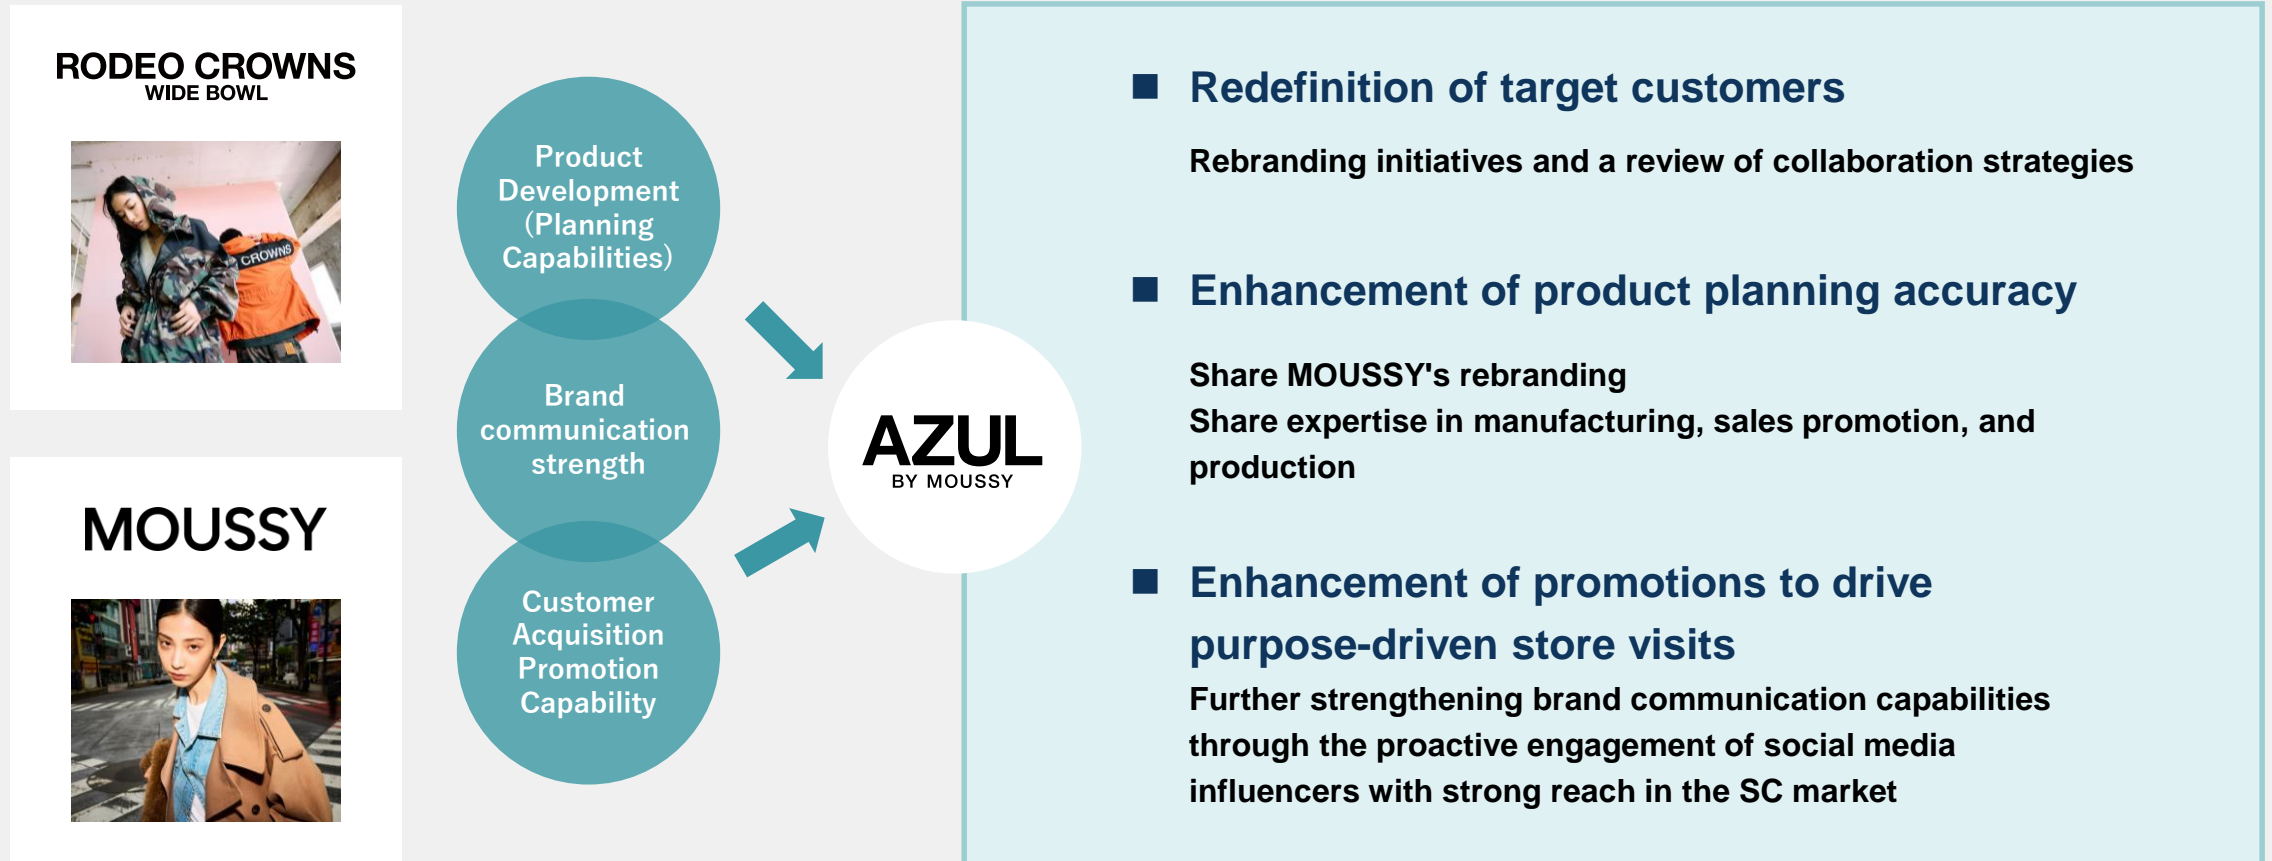 RODEO CROWNS
WIDE BOWL
CROWNS
MOUSSY
Product
Development
(Planning
Capabilities)
Brand
communication
strength
Customer
Acquisition
Promotion
Capability
AZUL
BY MOUSSY
■ Redefinition of target customers
Rebranding initiatives and a review of collaboration strategies
■ Enhancement of product planning accuracy
Share MOUSSY's rebranding
Share expertise in manufacturing, sales promotion, and
production
■ Enhancement of promotions to drive
purpose-driven store visits
Further strengthening brand communication capabilities
through the proactive engagement of social media
influencers with strong reach in the SC market